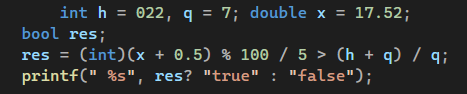 int h = 022, q = 7; double x = 17.52;
bool res;
res = (int)(x + 0.5) % 100 / 5 > (h + q) / q;
printf(" %s", res? "true" : "false");